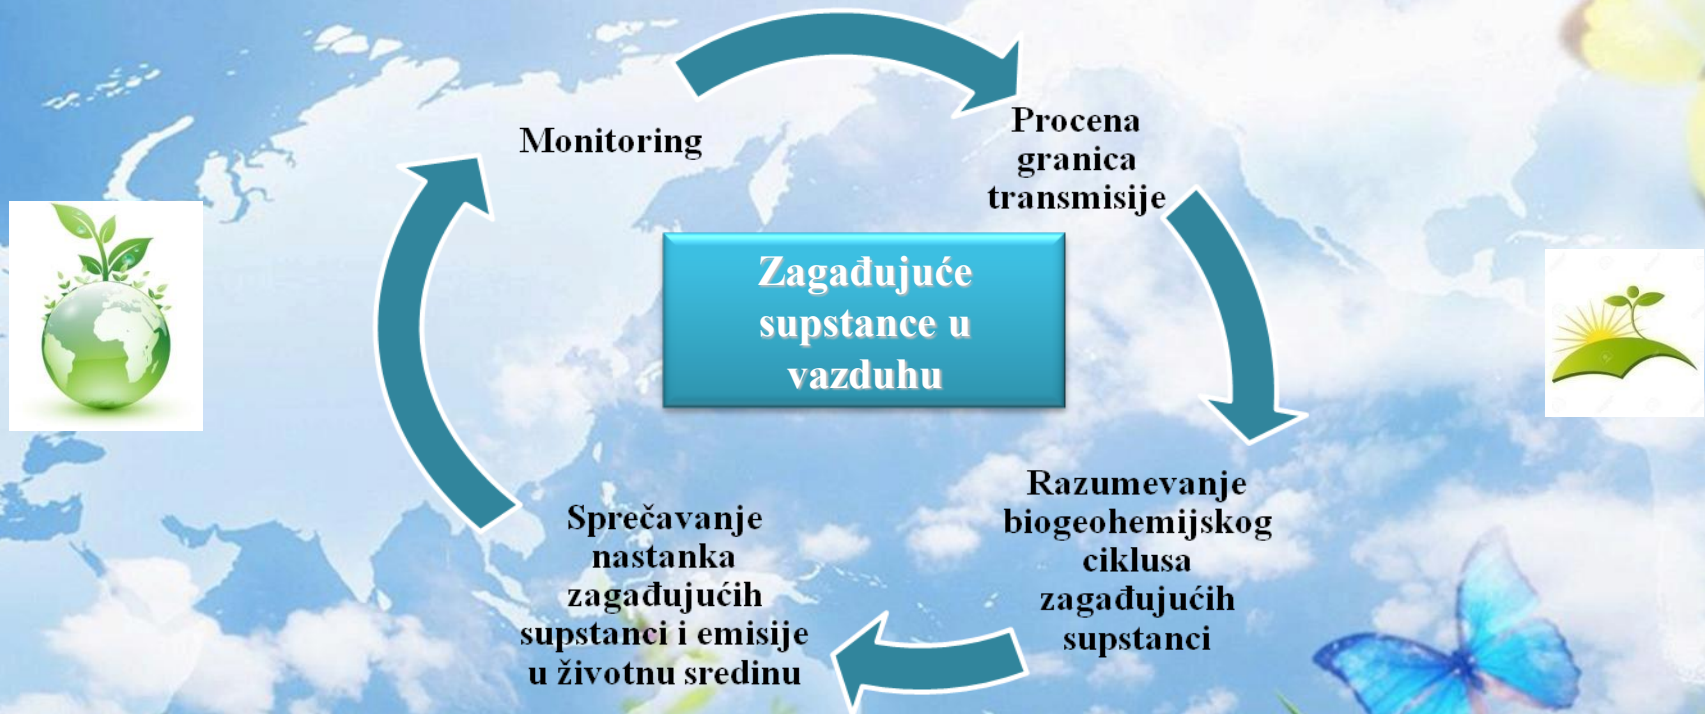 Monitoring
Procena
granica
transmisije
Zagađujuće
supstance u
vazduhu
Razumevanje
biogeohemijskog
ciklusa
zagađujućih
supstanci
Sprečavanje
nastanka
zagađujućih
supstanci i emisije
u životnu sredinu